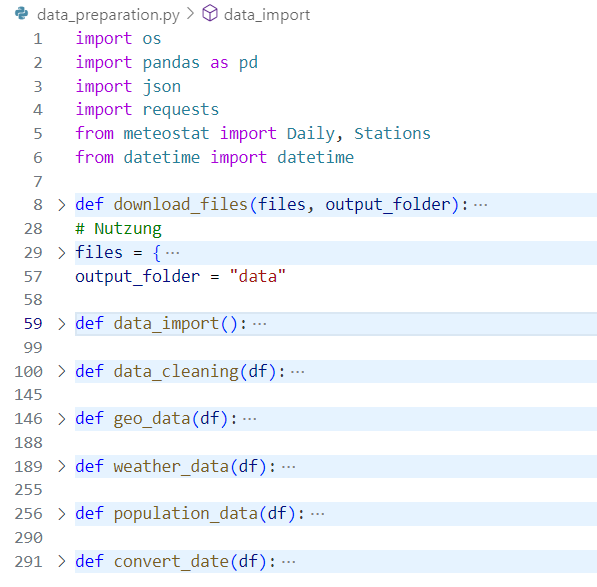 data_preparation.py > data_import
1 import os
2 import pandas as pd
3 import json
4 import requests
5 from meteostat import Daily, Stations
6 from datetime import datetime
7
8 > def download_files(files, output_folder): ···
28 # Nutzung
29 > files = { ···
57 output_folder = "data"
58
59 > def data_import(): ···
99
100 > def data_cleaning(df): ···
145
146 > def geo_data(df): ···
188
189 > def weather_data(df): ···
255
256 > def population_data(df): ···
290
291 > def convert_date(df): ···